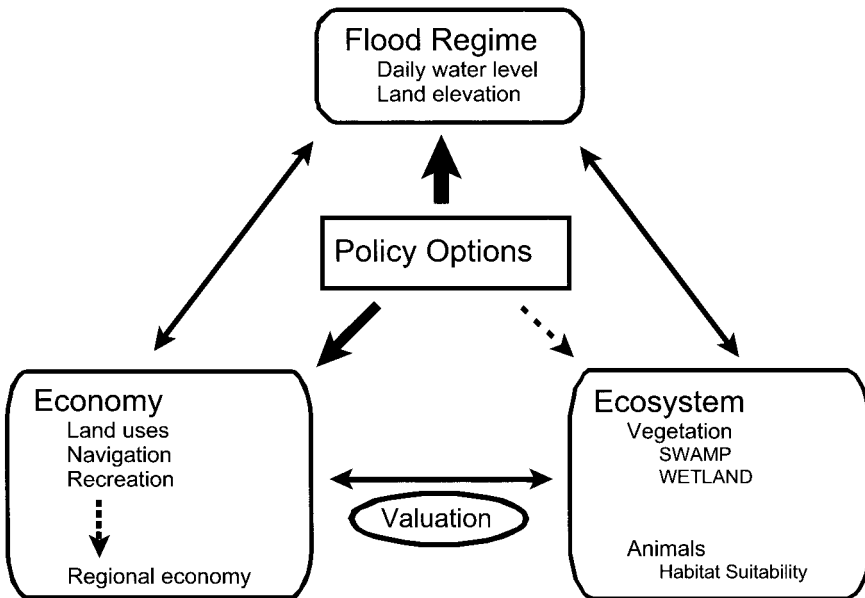 Flood Regime
Daily water level
Land elevation
Policy Options
Economy
Land uses
Navigation
Recreation
Regional economy
Valuation
Ecosystem
Vegetation
SWAMP
WETLAND
Animals
Habitat Suitability